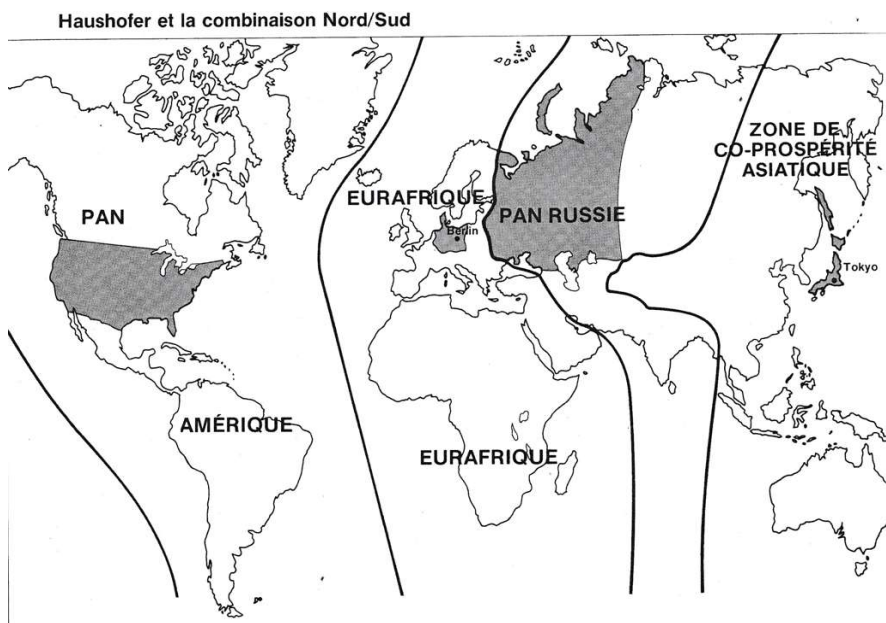 Haushofer et la combinaison Nord/Sud
ZONE DE
CO-PROSPÉRITÉ
ASIATIQUE
PAN
EURAFRIQUE
PAN RUSSIE
Berlin
Tokyo
AMÉRIQUE
EURAFRIQUE